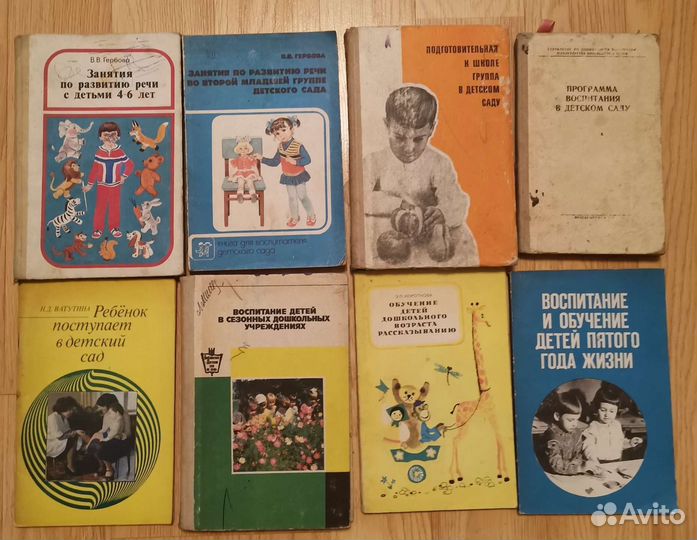 В.В. Гербова
Занятия
по развитию речи
с детьми 4-6 лет
В.В. ГЕРБОВА
ЗАНЯТИЯ ПО РАЗВИТИЮ РЕЧИ
ВО ВТОРОЙ МЛАДШЕЙ ГРУППЕ
ДЕТСКОГО САДА
книга для воспитателя
детского сада
ПОДГОТОВИТЕЛЬНАЯ
К ШКОЛЕ
ГРУППА
В ДЕТСКОМ
САДУ
ПРОГРАММА
ВОСПИТАНИЯ
В ДЕТСКОМ САДУ
Н.Д. ВАТУТИНА
Ребёнок
поступает
в детский
сад
ВОСПИТАНИЕ ДЕТЕЙ
В СЕЗОННЫХ ДОШКОЛЬНЫХ
УЧРЕЖДЕНИЯХ
Э.П. КОРОТКОВА
ОБУЧЕНИЕ
ДЕТЕЙ
ДОШКОЛЬНОГО
ВОЗРАСТА
РАССКАЗЫВАНИЮ
ВОСПИТАНИЕ
И ОБУЧЕНИЕ
ДЕТЕЙ ПЯТОГО
ГОДА ЖИЗНИ
Avito